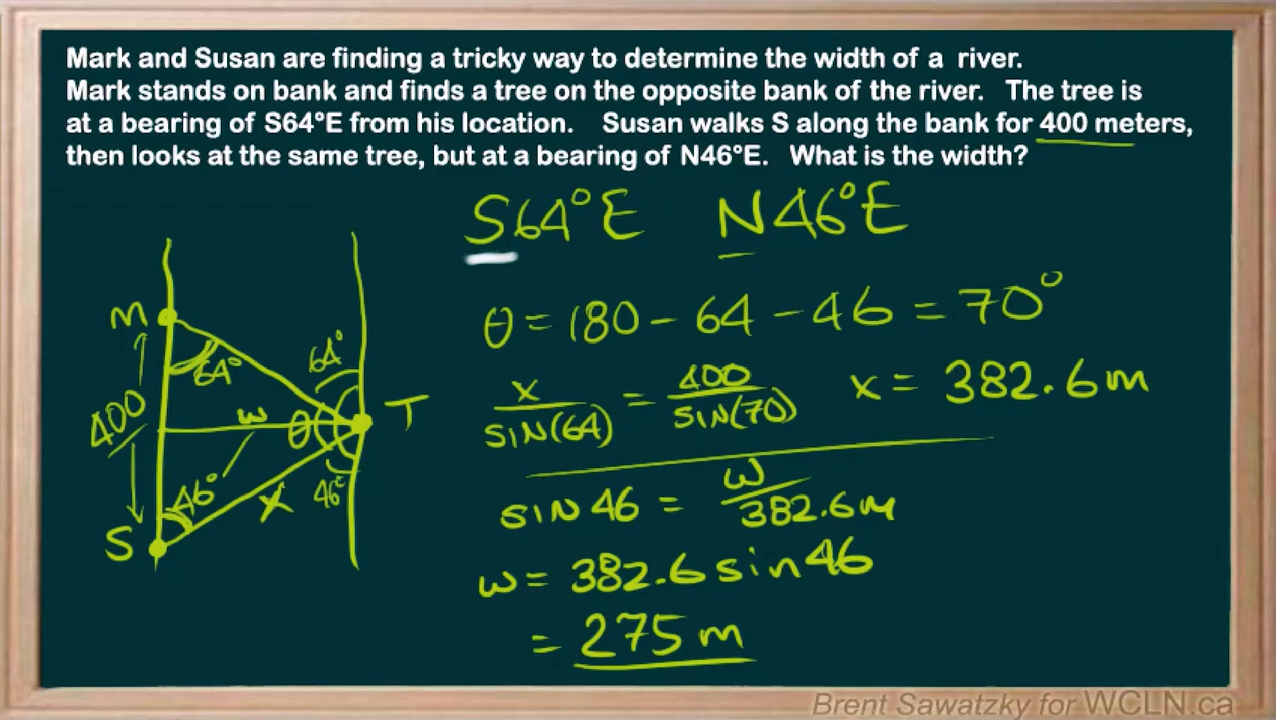 Mark and Susan are finding a tricky way to determine the width of a river.
Mark stands on bank and finds a tree on the opposite bank of the river. The tree is
at a bearing of S64°E from his location. Susan walks S along the bank for 400 meters,
then looks at the same tree, but at a bearing of N46°E. What is the width?
S64°E N46°E
θ = 180 - 64 - 46 = 70°
x/SIN(64) = 400/SIN(70) x = 382.6m
sin 46 = w/382.6m
w = 382.6 sin 46
= 275 m
M
64°
64°
400
w
θ
T
46°
x
46°
S
Brent Sawatzky for WCLN.ca